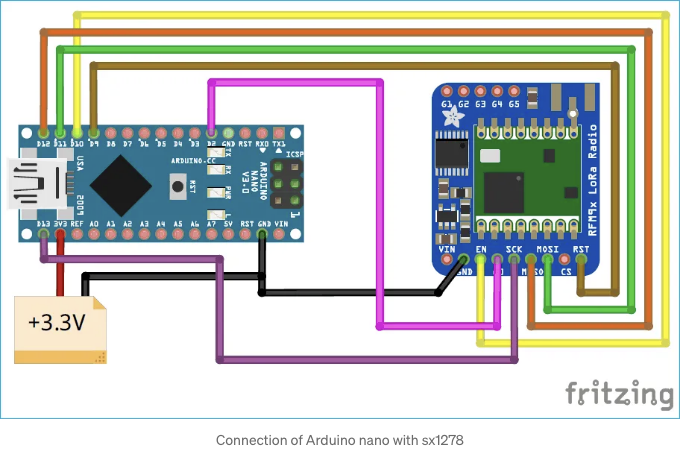 G1 G2 G3 G4 G5
D12 D11 D10 D9 D8 D7 D6 D5 D4 D3 D2 GND RST RX0 TX1
USA
2009
ARDUINO.CC
RST
TX
RX
PWR
L
ARDUINO
NANO
V3.0
ICSP
1
RFM9x LoRa Radio
D13 3V3 REF A0 A1 A2 A3 A4 A5 A6 A7 5V RST GND VIN
VIN EN SCK MOSI RST
GND MISO CS
+3.3V
fritzing
Connection of Arduino nano with sx1278